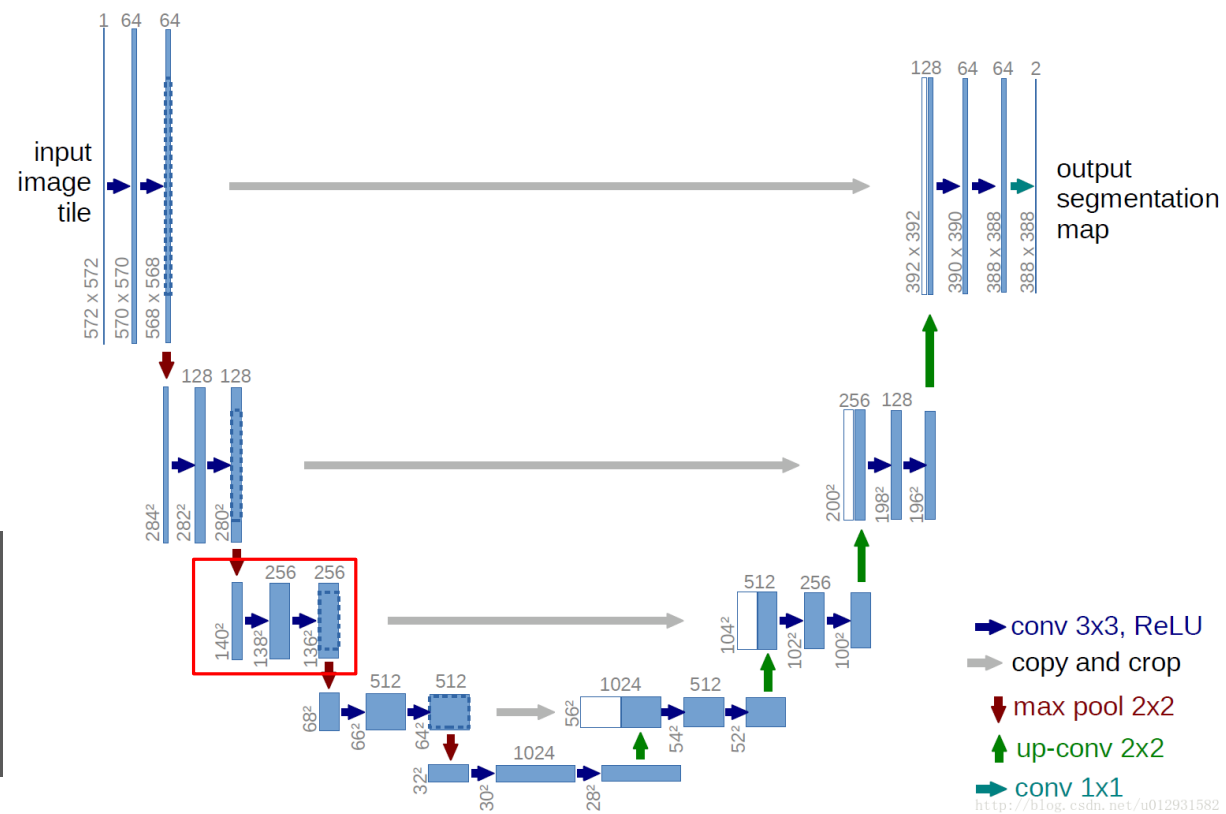 1 64 64
128 64 64 2
input
image
tile
output
segmentation
map
572 x 572
570 x 570
568 x 568
392 x 392
390 x 390
388 x 388
388 x 388
128 128
256 128
284²
282²
280²
200²
198²
196²
256 256
512 256
140²
138²
136²
104²
102²
100²
conv 3x3, ReLU
copy and crop
512 512
1024 512
68²
66²
64²
56²
54²
52²
max pool 2x2
up-conv 2x2
1024
32²
30²
28²
conv 1x1
http://blog.csdn.net/u012931582